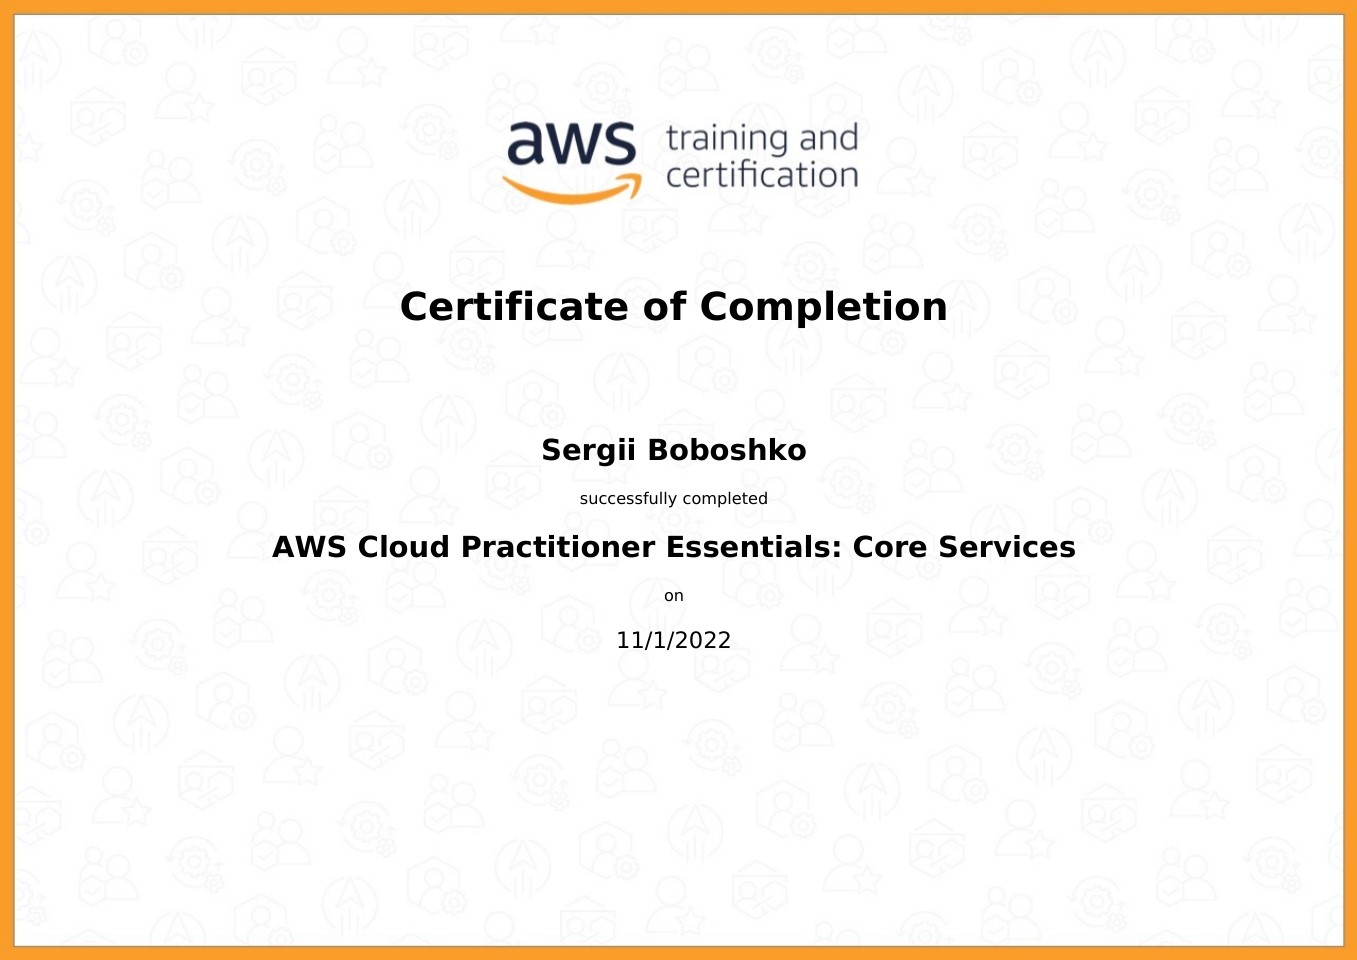 aws training and
certification
Certificate of Completion
Sergii Boboshko
successfully completed
AWS Cloud Practitioner Essentials: Core Services
on
11/1/2022